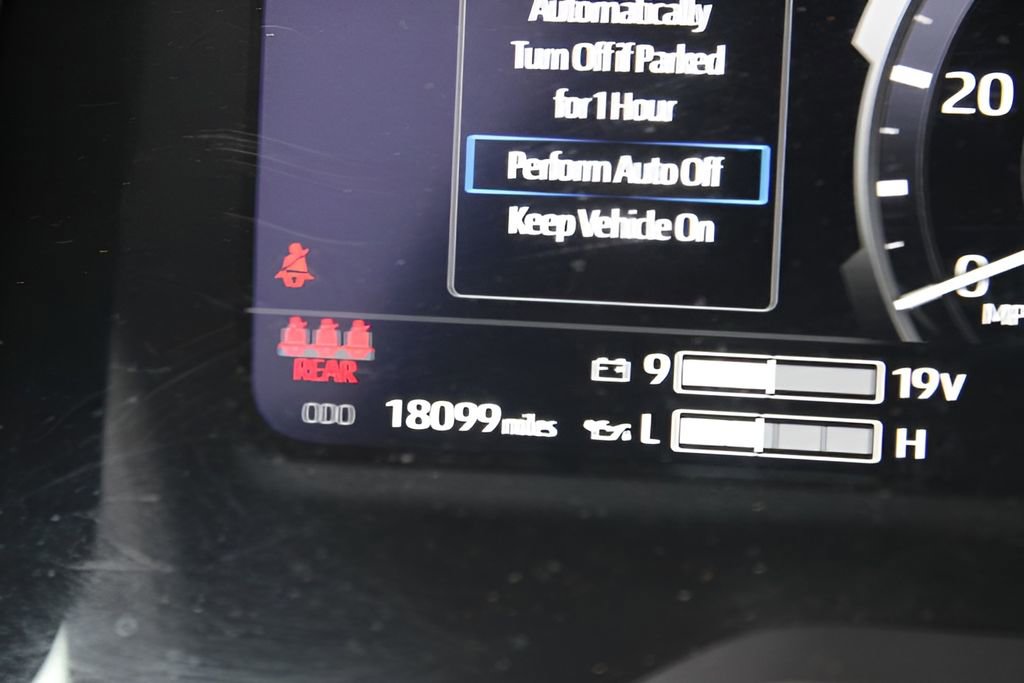 Automatically
Turn Off if Parked
for 1 Hour
Perform Auto Off
Keep Vehicle On
20
0
MP
REAR
9 19V
ODO 18099 miles
L H